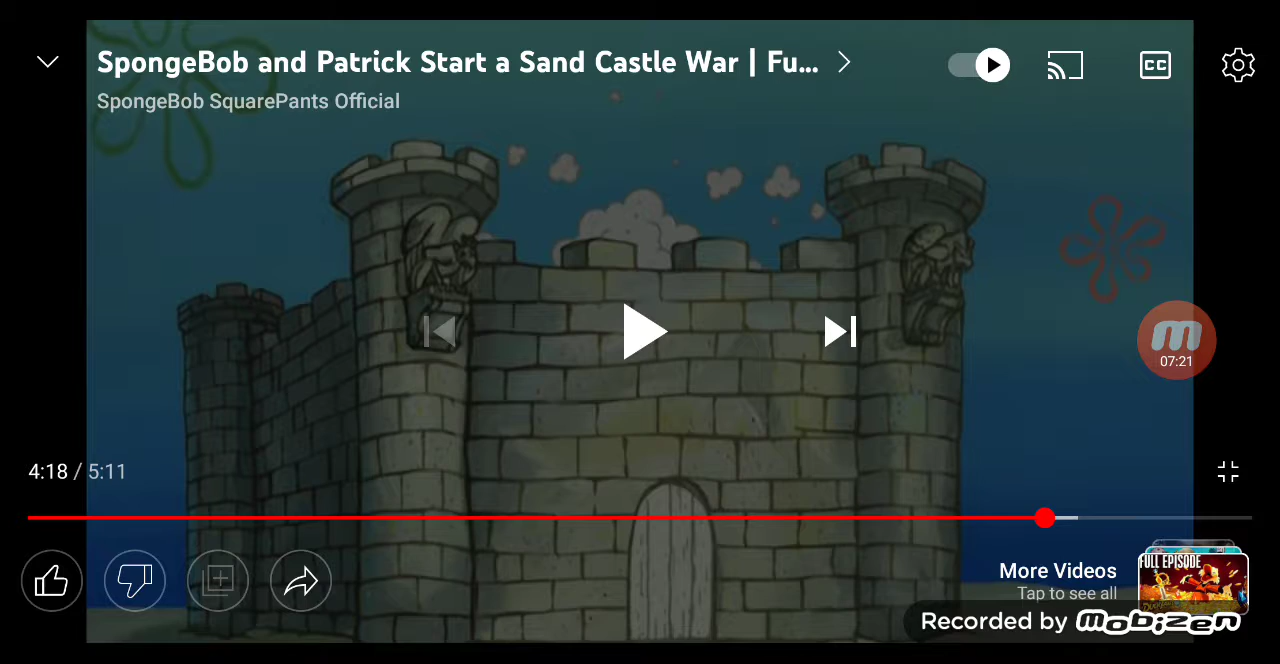 SpongeBob and Patrick Start a Sand Castle War | Fu...
SpongeBob SquarePants Official
CC
m
07:21
4:18 / 5:11
More Videos
Tap to see all
FULL EPISODE
Recorded by mobizen